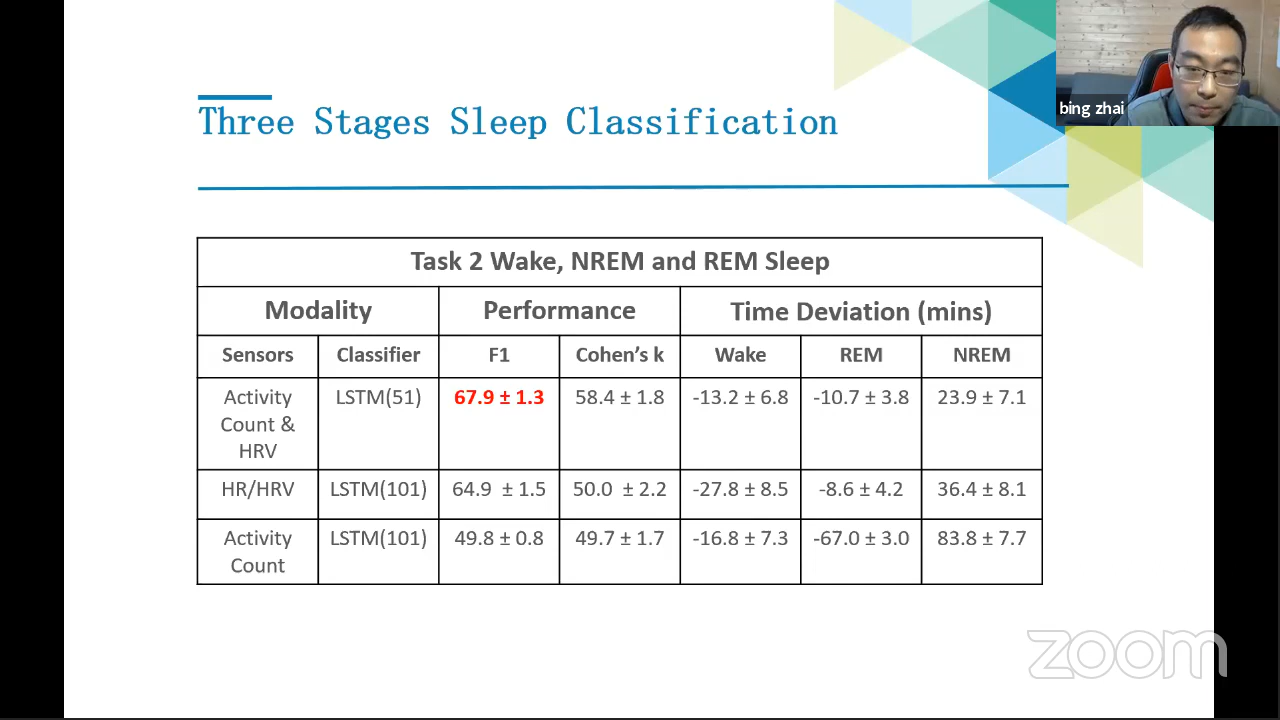 bing zhai
Three Stages Sleep Classification
Task 2 Wake, NREM and REM Sleep
Modality Performance Time Deviation (mins)
Sensors Classifier F1 Cohen's k Wake REM NREM
Activity LSTM(51) 67.9 ± 1.3 58.4 ± 1.8 -13.2 ± 6.8 -10.7 ± 3.8 23.9 ± 7.1
Count &
HRV
HR/HRV LSTM(101) 64.9 ± 1.5 50.0 ± 2.2 -27.8 ± 8.5 -8.6 ± 4.2 36.4 ± 8.1
Activity LSTM(101) 49.8 ± 0.8 49.7 ± 1.7 -16.8 ± 7.3 -67.0 ± 3.0 83.8 ± 7.7
Count
zoom